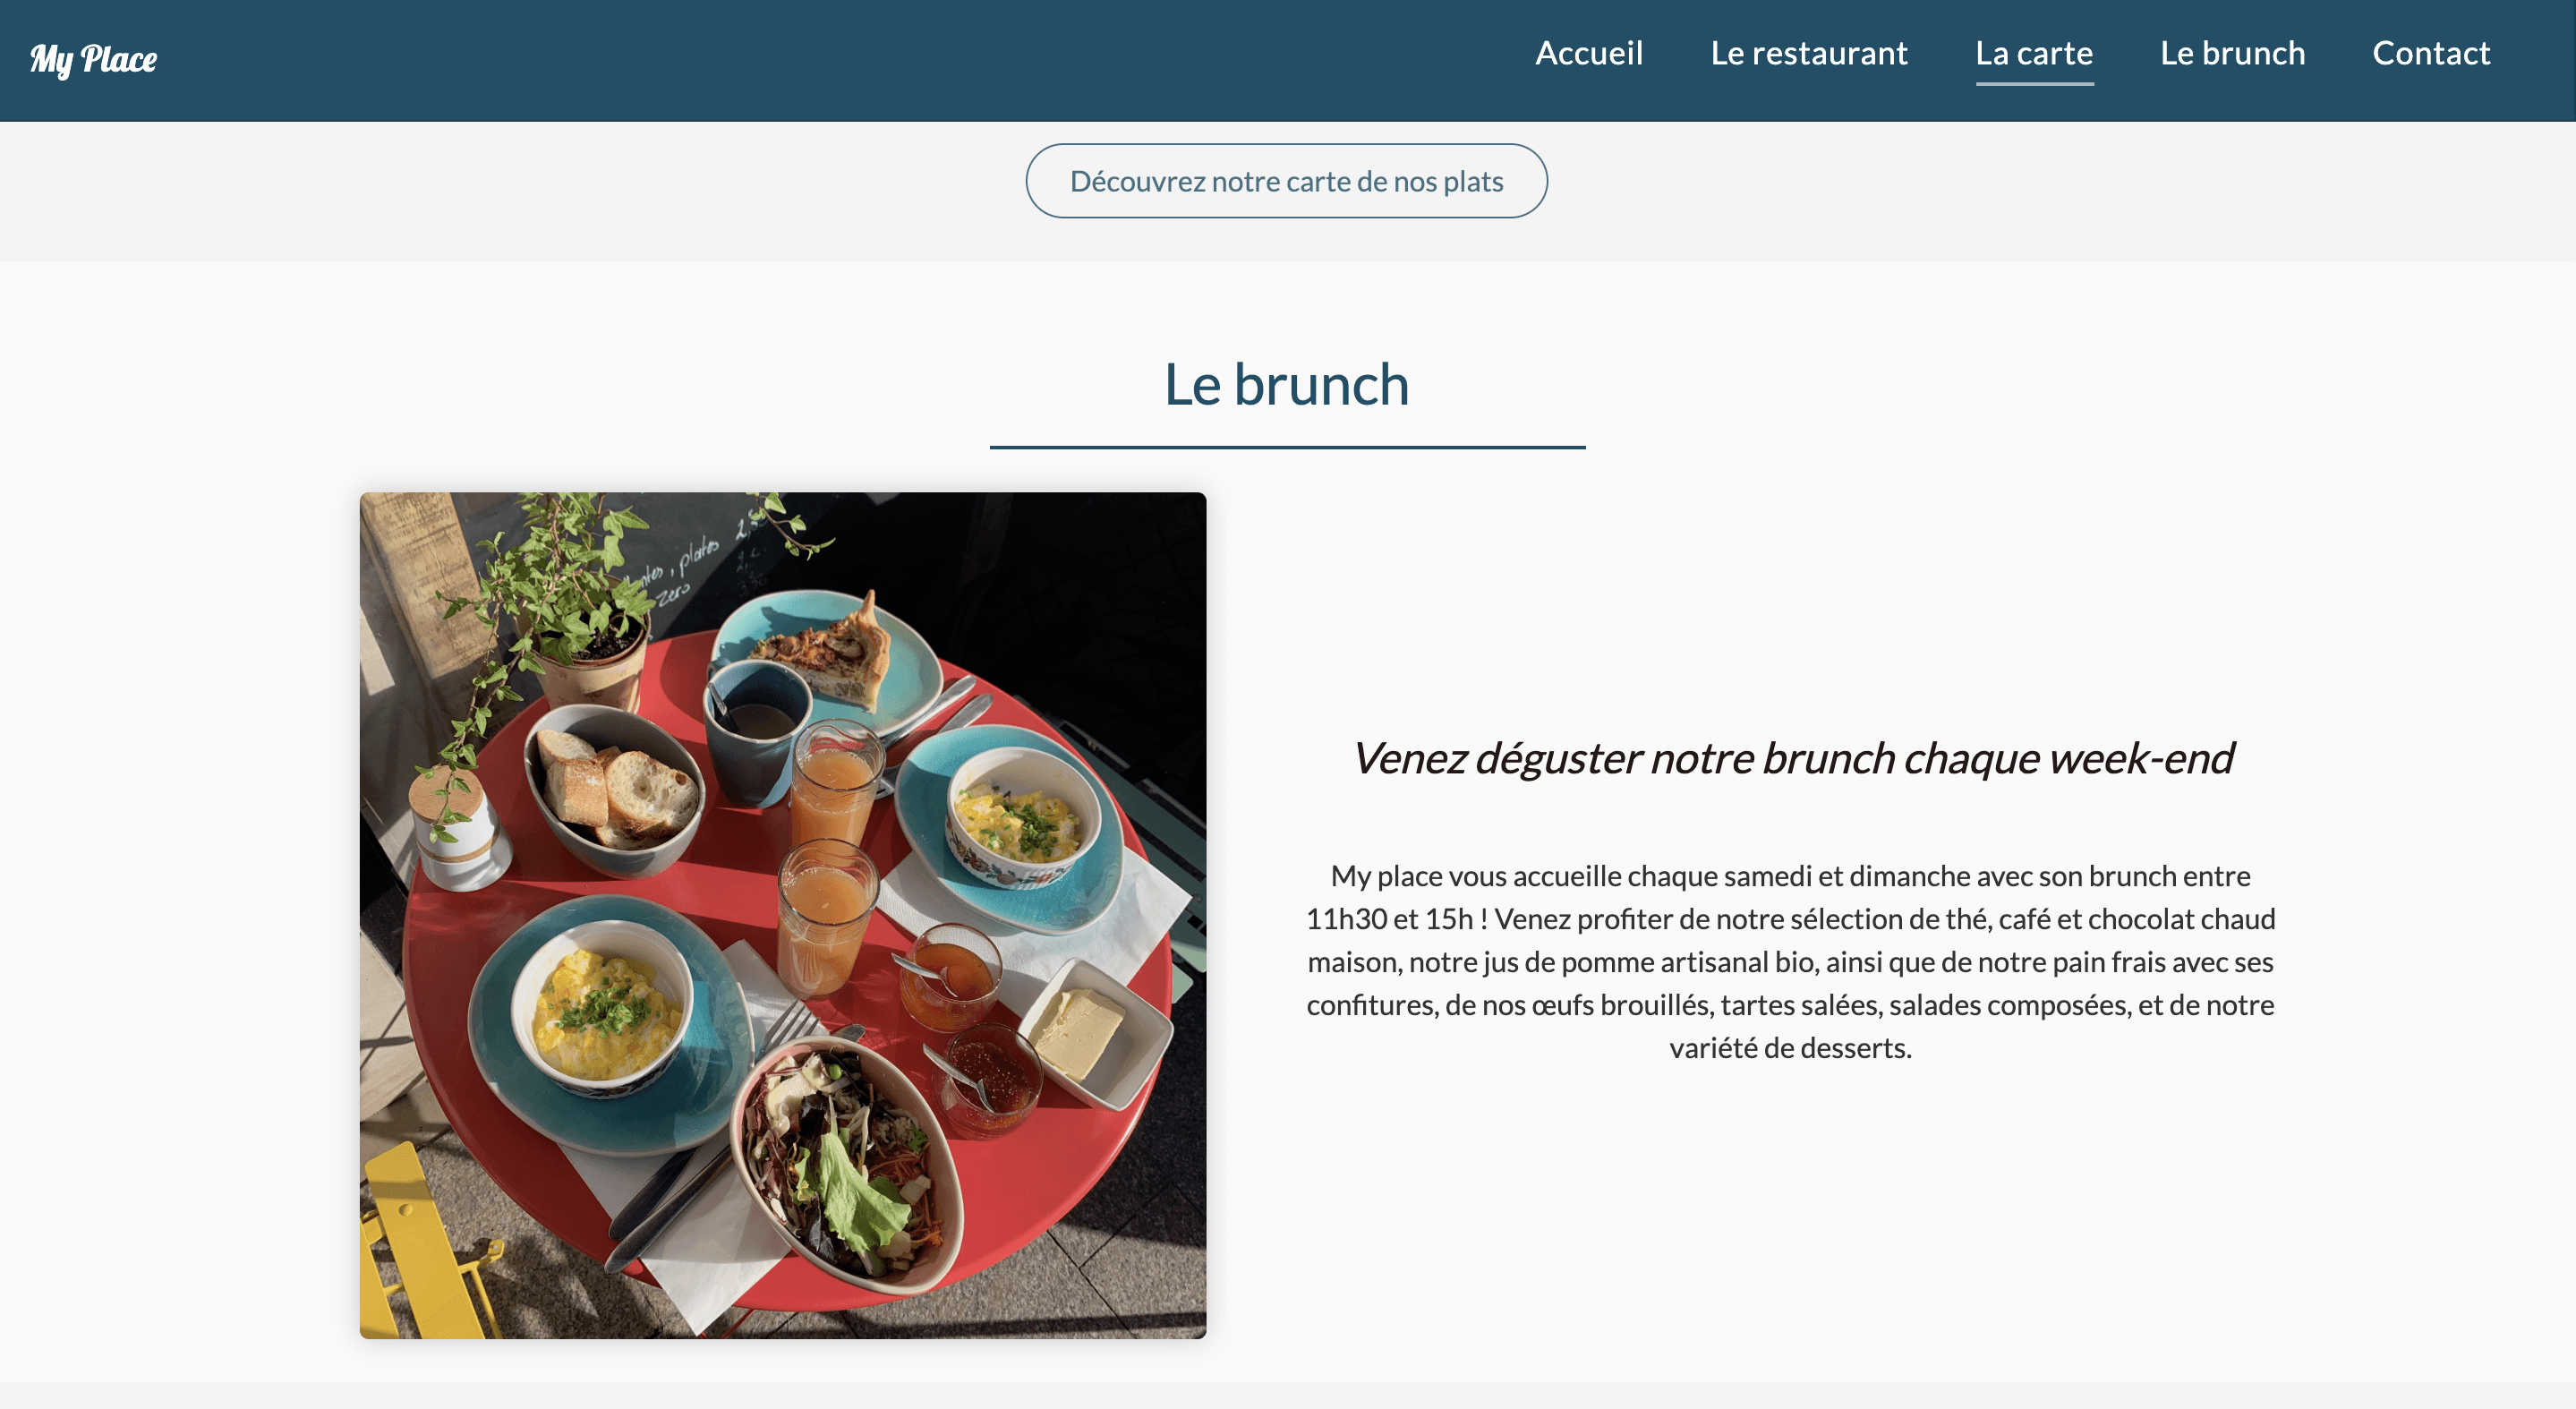 My Place
Accueil
Le restaurant
La carte
Le brunch
Contact
Découvrez notre carte de nos plats
Le brunch
, plates 2,
zero
Venez déguster notre brunch chaque week-end
My place vous accueille chaque samedi et dimanche avec son brunch entre
11h30 et 15h ! Venez profiter de notre sélection de thé, café et chocolat chaud
maison, notre jus de pomme artisanal bio, ainsi que de notre pain frais avec ses
confitures, de nos œufs brouillés, tartes salées, salades composées, et de notre
variété de desserts.